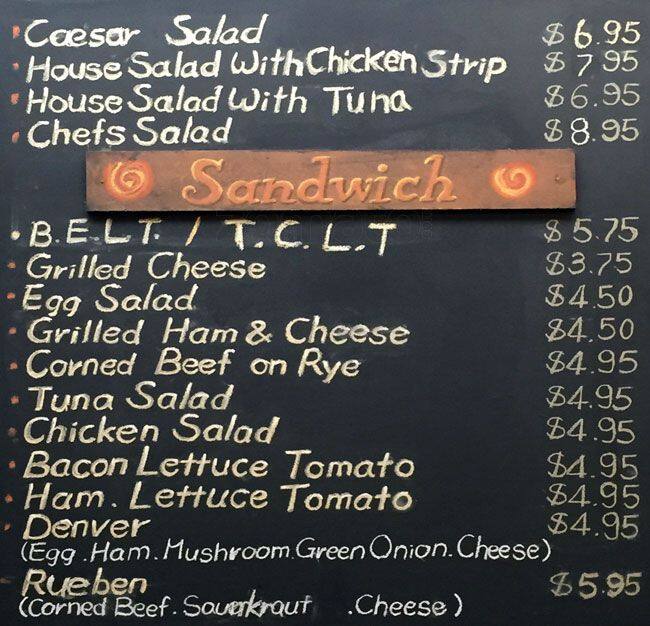 Caesar Salad $6.95
House Salad With Chicken Strip $7.95
House Salad With Tuna $6.95
Chefs Salad $8.95
Sandwich
B.E.L.T. / T.C.L.T $5.75
Grilled Cheese $3.75
Egg Salad $4.50
Grilled Ham & Cheese $4.50
Corned Beef on Rye $4.95
Tuna Salad $4.95
Chicken Salad $4.95
Bacon Lettuce Tomato $4.95
Ham. Lettuce Tomato $4.95
Denver $4.95
(Egg.Ham.Mushroom.Green Onion.Cheese)
Rueben $5.95
(Corned Beef. Sauerkraut .Cheese)